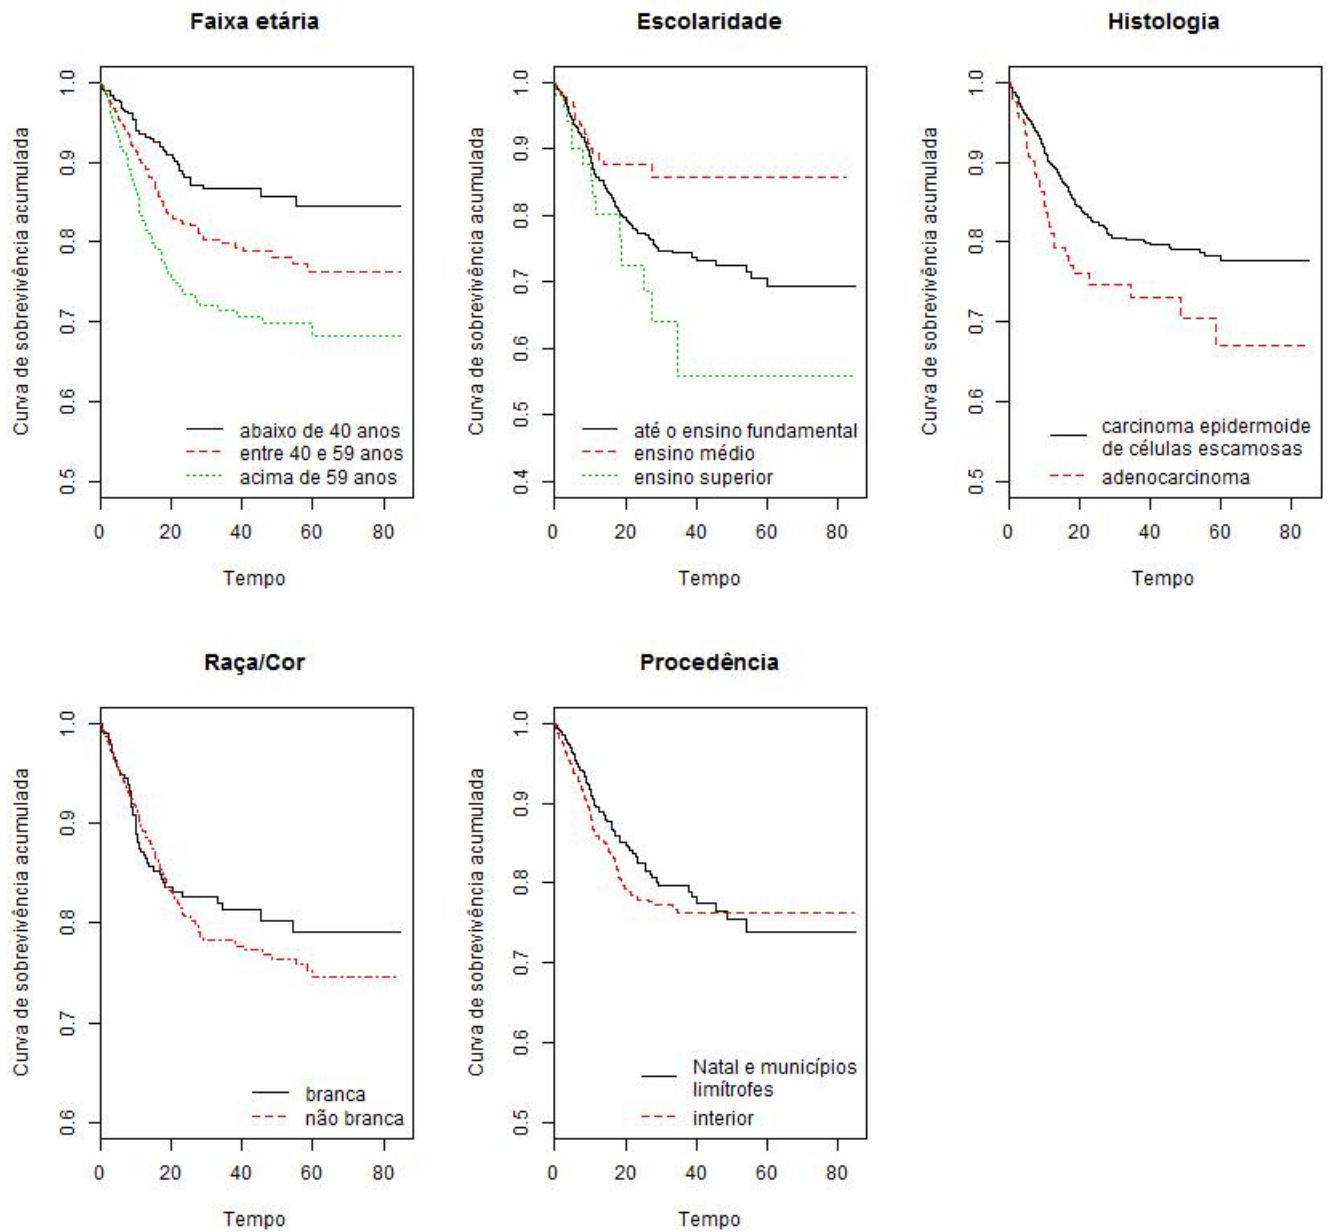 Faixa etária
Curva de sobrevivência acumulada
1.0
0.9
0.8
0.7
0.6
0.5
abaixo de 40 anos
entre 40 e 59 anos
acima de 59 anos
0 20 40 60 80
Tempo
Escolaridade
Curva de sobrevivência acumulada
1.0
0.9
0.8
0.7
0.6
0.5
0.4
até o ensino fundamental
ensino médio
ensino superior
0 20 40 60 80
Tempo
Histologia
Curva de sobrevivência acumulada
1.0
0.9
0.8
0.7
0.6
0.5
carcinoma epidermoide
de células escamosas
adenocarcinoma
0 20 40 60 80
Tempo
Raça/Cor
Curva de sobrevivência acumulada
1.0
0.9
0.8
0.7
0.6
branca
não branca
0 20 40 60 80
Tempo
Procedência
Curva de sobrevivência acumulada
1.0
0.9
0.8
0.7
0.6
0.5
Natal e municípios
limítrofes
interior
0 20 40 60 80
Tempo